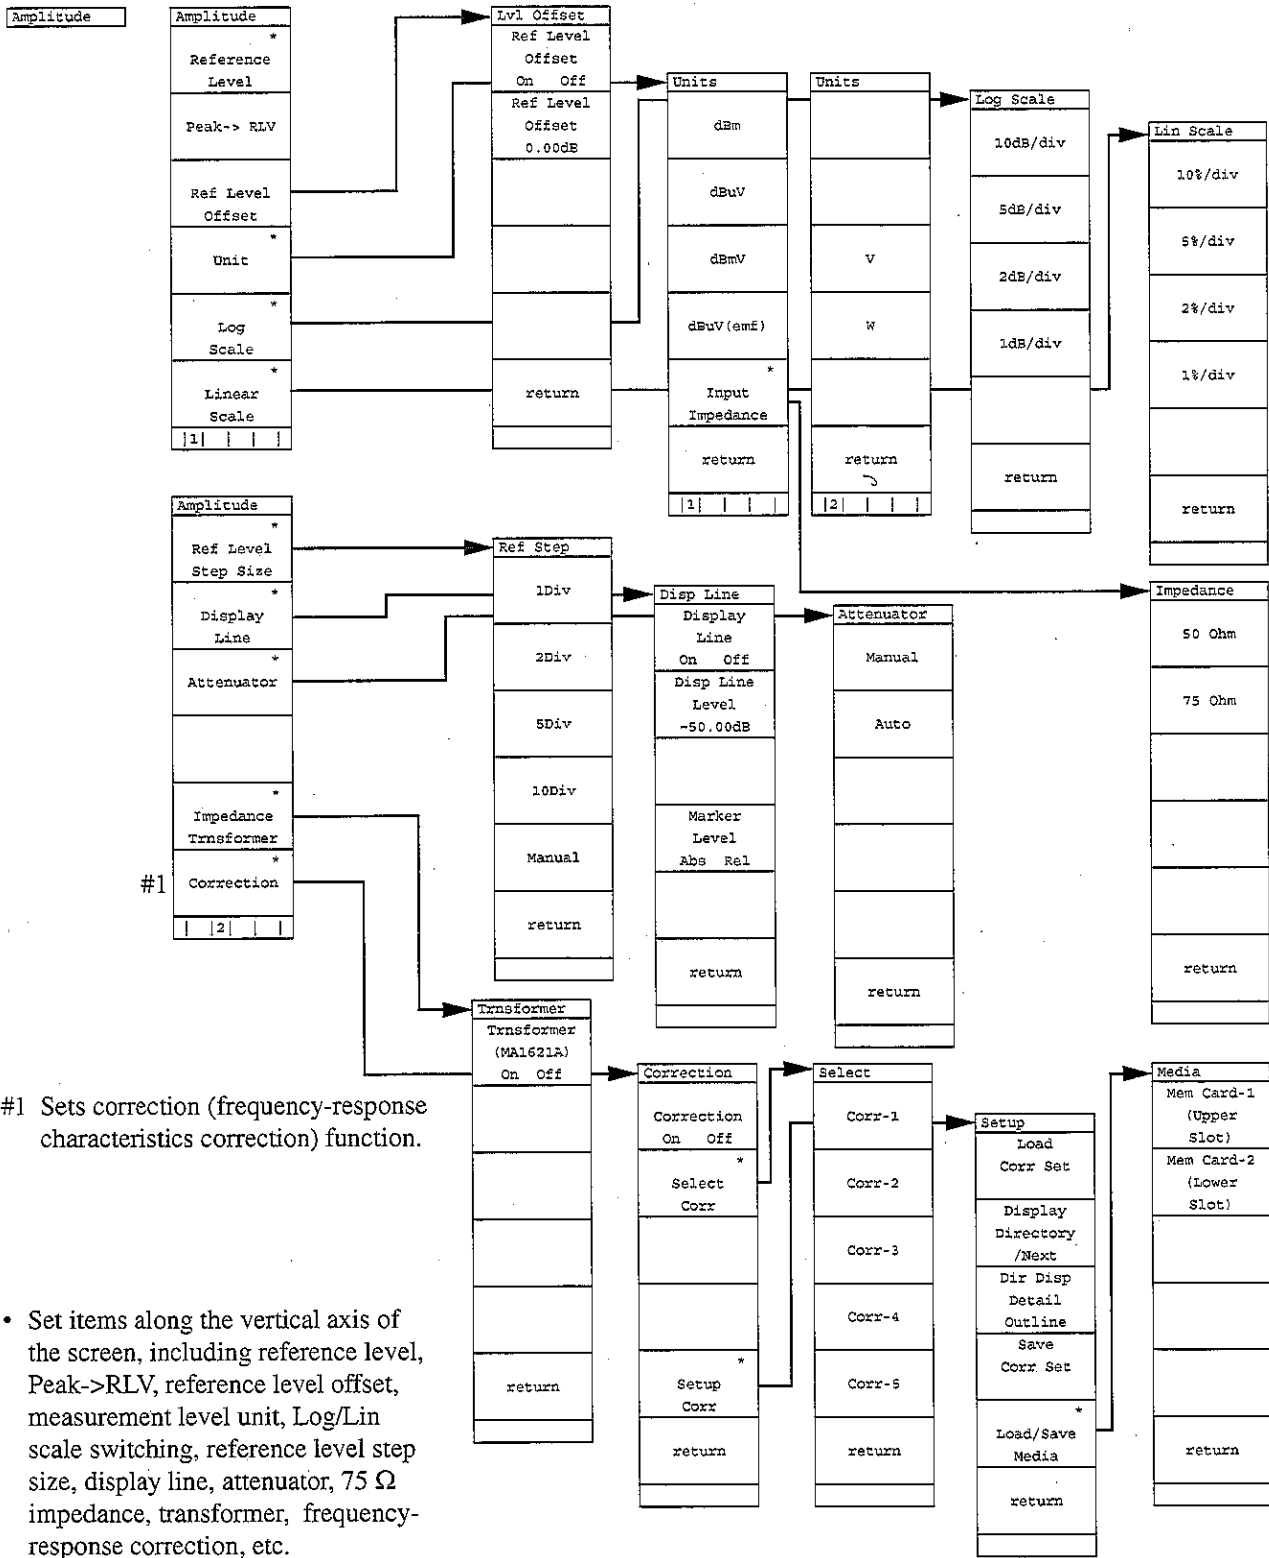 Amplitude
Amplitude
*
Reference
Level
Peak-> RLV
Ref Level
Offset
*
Unit
*
Log
Scale
*
Linear
Scale
|1| | | |
Lvl Offset
Ref Level
Offset
On Off
Ref Level
Offset
0.00dB
return
Units
dBm
dBuV
dBmV
dBuV(emf)
*
Input
Impedance
return
|1| | | |
Units
V
W
return
|2| | | |
Log Scale
10dB/div
5dB/div
2dB/div
1dB/div
return
Lin Scale
10%/div
5%/div
2%/div
1%/div
return
Amplitude
*
Ref Level
Step Size
*
Display
Line
*
Attenuator
*
Impedance
Trnsformer
*
#1 Correction
| |2| | |
Ref Step
1Div
2Div
5Div
10Div
Manual
return
Disp Line
Display
Line
On Off
Disp Line
Level
-50.00dB
Marker
Level
Abs Rel
return
Attenuator
Manual
Auto
return
Impedance
50 Ohm
75 Ohm
return
Trnsformer
Trnsformer
(MA1621A)
On Off
return
Correction
Correction
On Off
*
Select
Corr
*
Setup
Corr
return
Select
Corr-1
Corr-2
Corr-3
Corr-4
Corr-5
return
Setup
Load
Corr Set
Display
Directory
/Next
Dir Disp
Detail
Outline
Save
Corr Set
*
Load/Save
Media
return
Media
Mem Card-1
(Upper
Slot)
Mem Card-2
(Lower
Slot)
return
#1 Sets correction (frequency-response
characteristics correction) function.
• Set items along the vertical axis of
the screen, including reference level,
Peak->RLV, reference level offset,
measurement level unit, Log/Lin
scale switching, reference level step
size, display line, attenuator, 75 Ω
impedance, transformer, frequency-
response correction, etc.